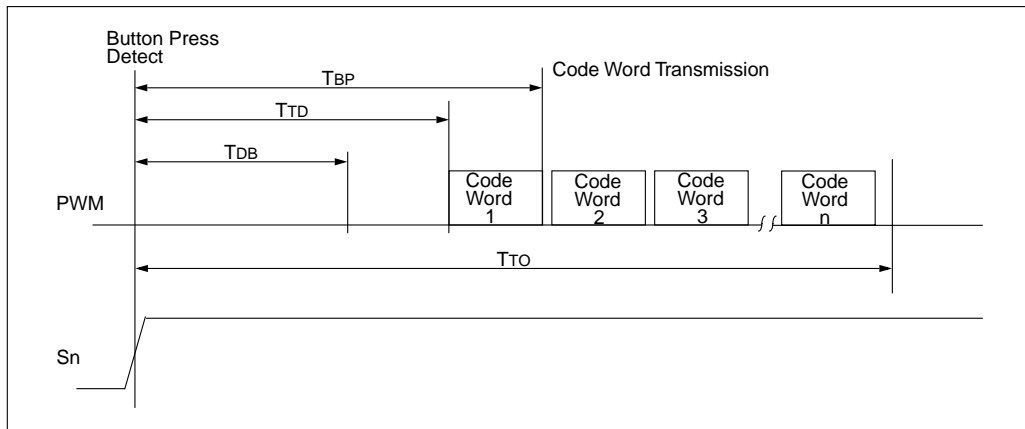 Button Press
Detect
TBP
Code Word Transmission
TTD
TDB
PWM
Code
Word
1
Code
Word
2
Code
Word
3
Code
Word
n
TTO
Sn